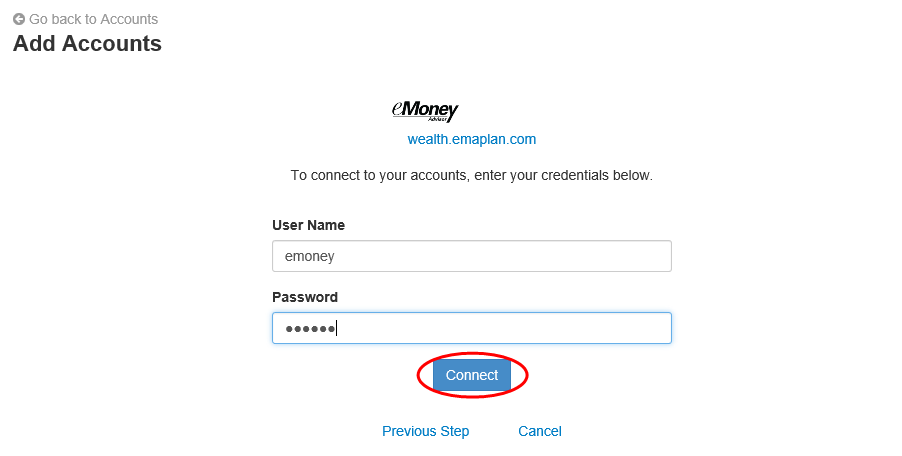 Go back to Accounts
Add Accounts
eMoney
Advisor
wealth.emaplan.com
To connect to your accounts, enter your credentials below.
User Name
emoney
Password
●●●●●●
Connect
Previous Step Cancel